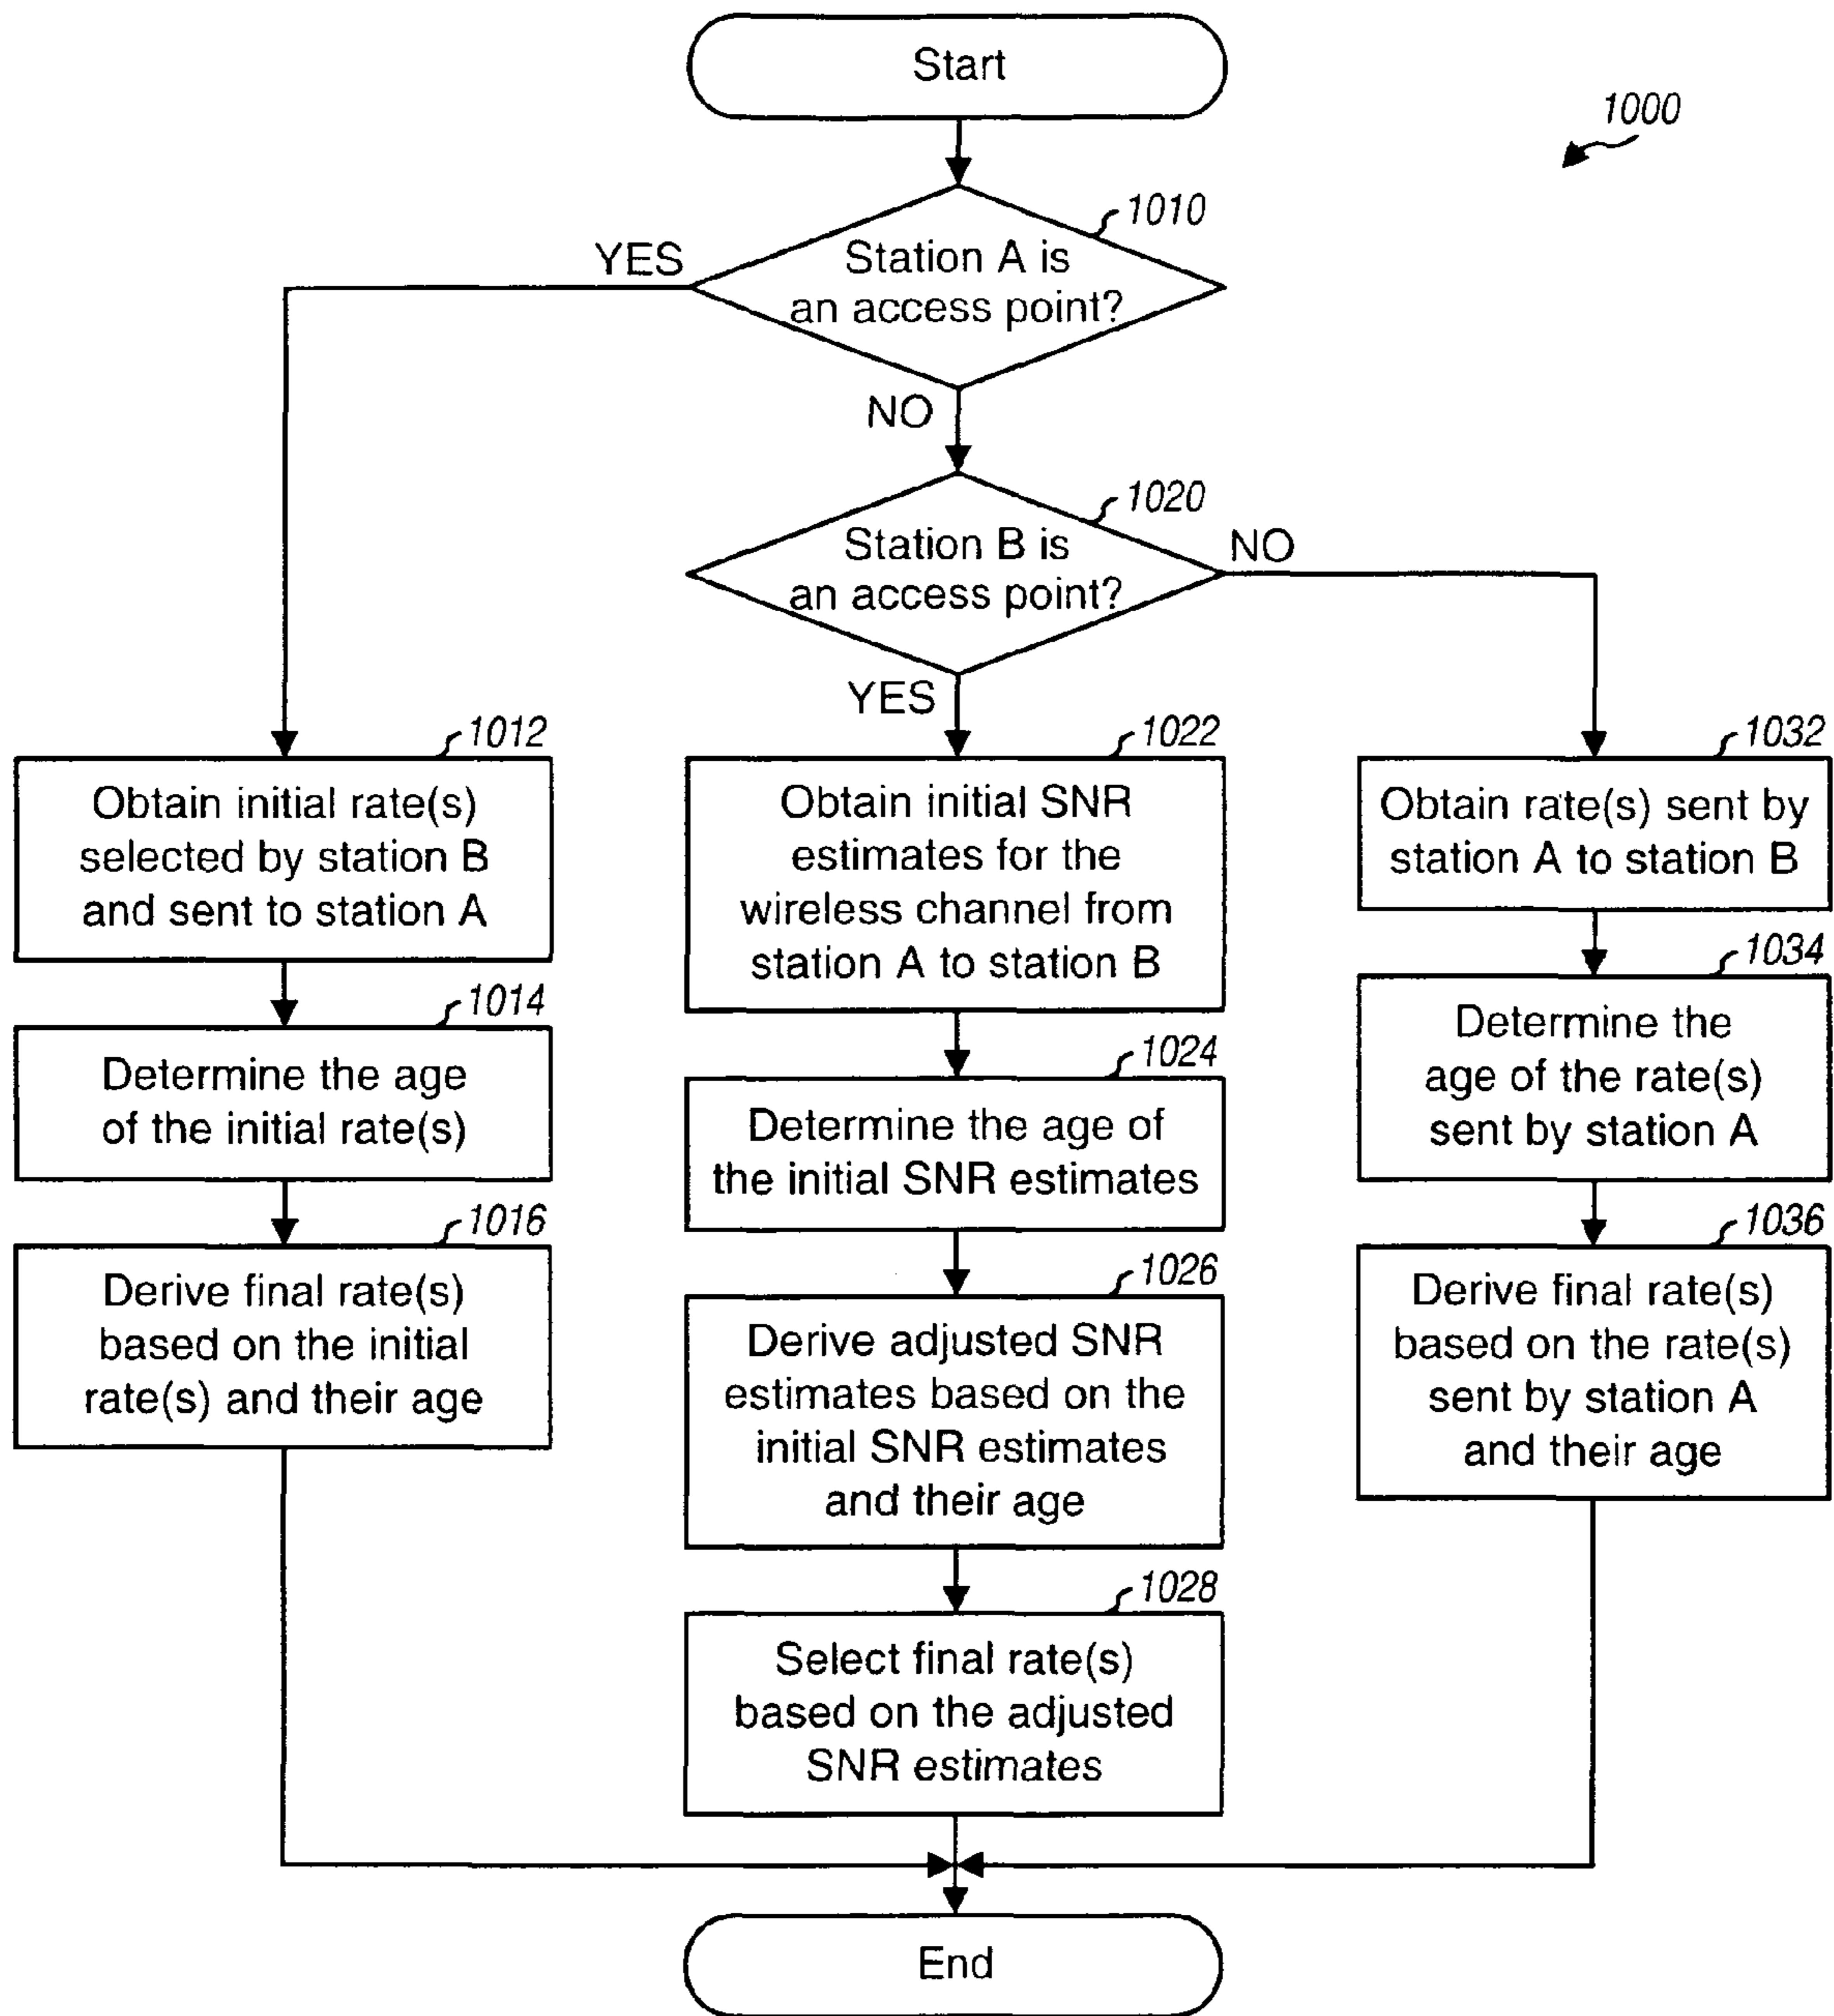 Start
1000
1010
Station A is
an access point?
YES
NO
1020
Station B is
an access point?
NO
YES
1012
Obtain initial rate(s)
selected by station B
and sent to station A
1014
Determine the age
of the initial rate(s)
1016
Derive final rate(s)
based on the initial
rate(s) and their age
1022
Obtain initial SNR
estimates for the
wireless channel from
station A to station B
1024
Determine the age of
the initial SNR estimates
1026
Derive adjusted SNR
estimates based on the
initial SNR estimates
and their age
1028
Select final rate(s)
based on the adjusted
SNR estimates
1032
Obtain rate(s) sent by
station A to station B
1034
Determine the
age of the rate(s)
sent by station A
1036
Derive final rate(s)
based on the rate(s)
sent by station A
and their age
End